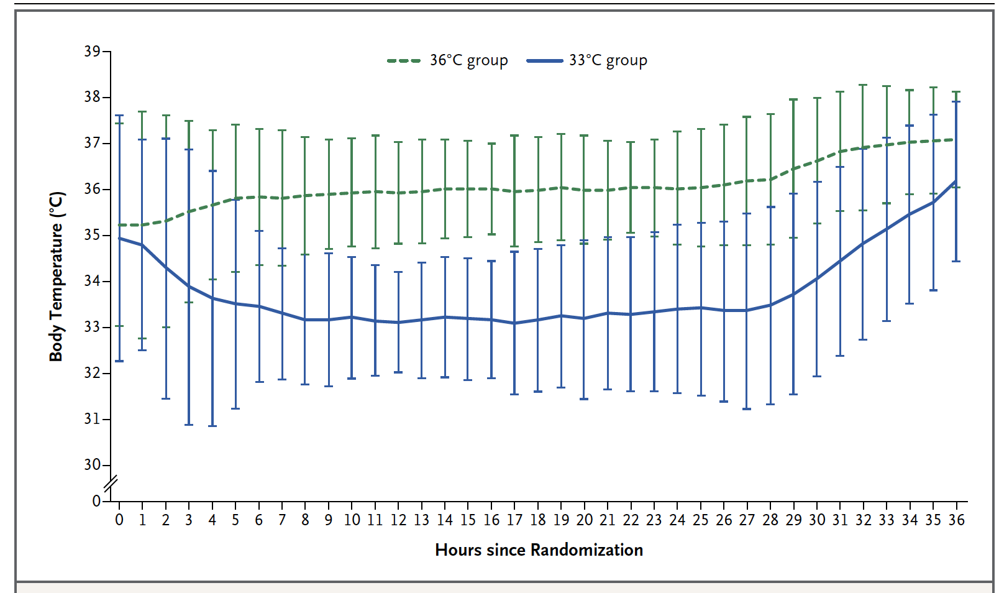 39
36°C group 33°C group
38
37
36
35
34
33
32
31
30
0
Body Temperature (°C)
0 1 2 3 4 5 6 7 8 9 10 11 12 13 14 15 16 17 18 19 20 21 22 23 24 25 26 27 28 29 30 31 32 33 34 35 36
Hours since Randomization